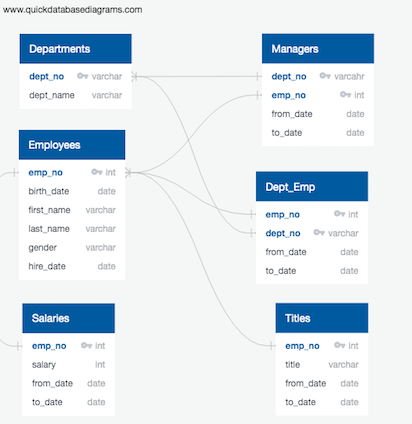 www.quickdatabasediagrams.com
Departments
dept_no varchar
dept_name varchar
Managers
dept_no varcahr
emp_no int
from_date date
to_date date
Employees
emp_no int
birth_date date
first_name varchar
last_name varchar
gender varchar
hire_date date
Dept_Emp
emp_no int
dept_no varchar
from_date date
to_date date
Salaries
emp_no int
salary int
from_date date
to_date date
Titles
emp_no int
title varchar
from_date date
to_date date